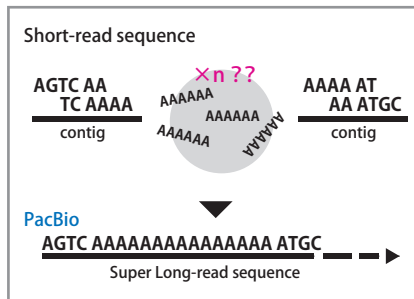 Short-read sequence
×n ??
AGTC AA
TC AAAA
contig
AAAAAA
AAAAAA
AAAAAA
AAAAA
AAAA AT
AA ATGC
contig
PacBio
AGTC AAAAAAAAAAAAAAA ATGC
Super Long-read sequence